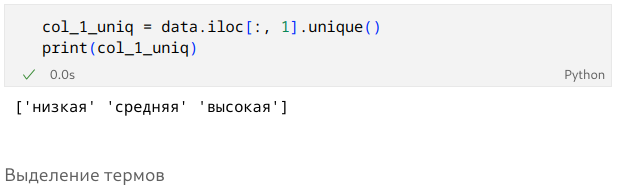 col_1_uniq = data.iloc[:, 1].unique()
print(col_1_uniq)
0.0s Python
['низкая' 'средняя' 'высокая']
Выделение термов